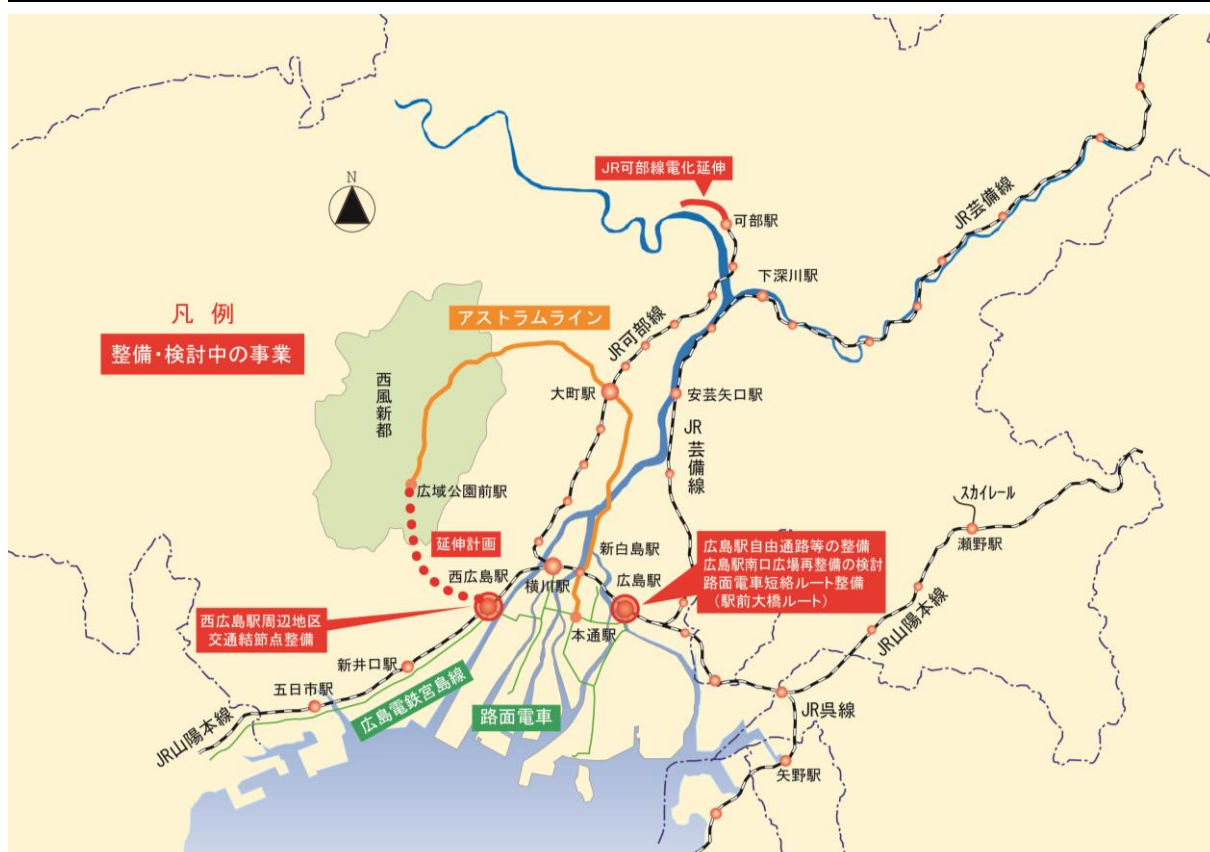 N
JR可部線電化延伸
可部駅
JR芸備線
下深川駅
凡 例
整備・検討中の事業
アストラムライン
JR可部線
西風新都
大町駅
安芸矢口駅
JR芸備線
広域公園前駅
スカイレール
瀬野駅
延伸計画
新白島駅
広島駅自由通路等の整備
広島駅南口広場再整備の検討
路面電車短絡ルート整備
(駅前大橋ルート)
西広島駅
横川駅
広島駅
西広島駅周辺地区
交通結節点整備
本通駅
JR山陽本線
新井口駅
五日市駅
広島電鉄宮島線
路面電車
JR呉線
JR山陽本線
矢野駅